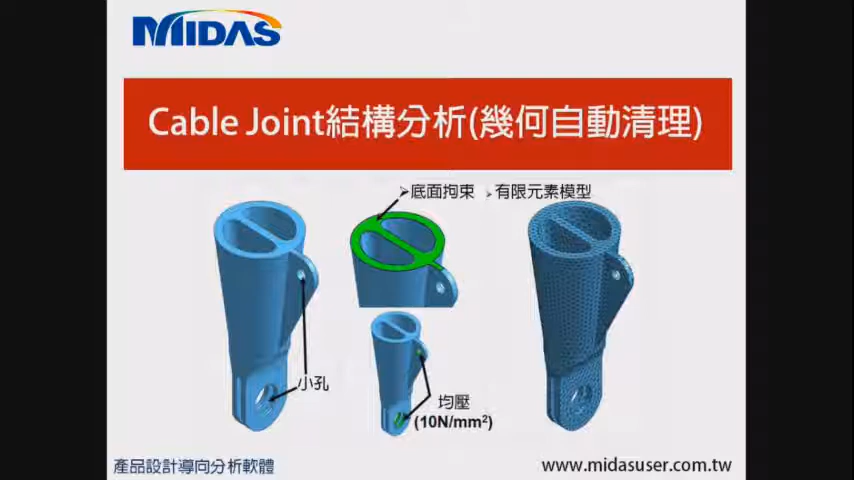 MIDAS
Cable Joint結構分析(幾何自動清理)
底面拘束
有限元素模型
小孔
均壓
(10N/mm²)
產品設計導向分析軟體
www.midasuser.com.tw